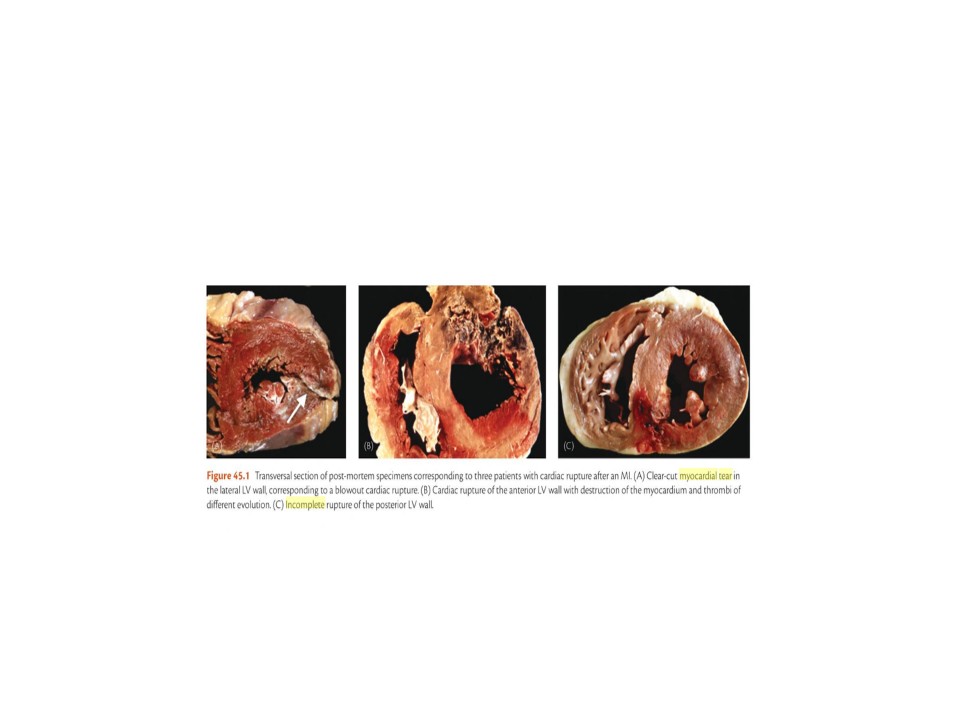 (A)
(B)
(C)
Figure 45.1 Transversal section of post-mortem specimens corresponding to three patients with cardiac rupture after an MI. (A) Clear-cut myocardial tear in
the lateral LV wall, corresponding to a blowout cardiac rupture. (B) Cardiac rupture of the anterior LV wall with destruction of the myocardium and thrombi of
different evolution. (C) Incomplete rupture of the posterior LV wall.